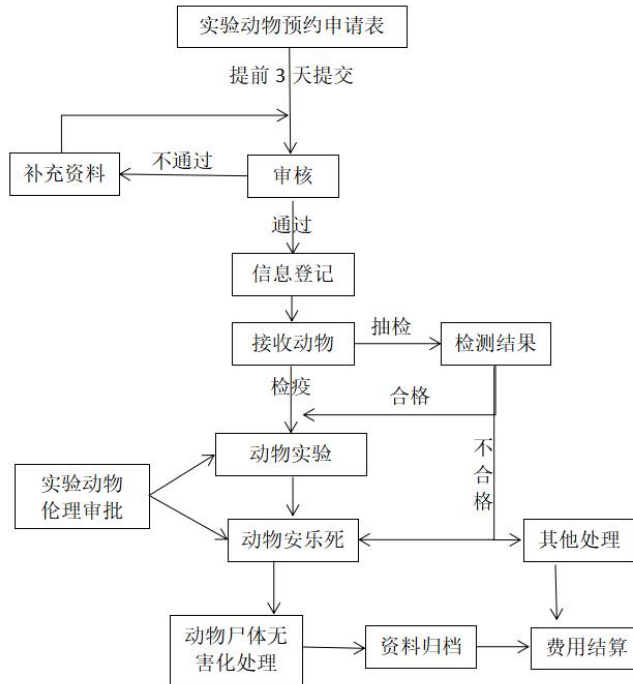 实验动物预约申请表
提前 3 天提交
不通过
补充资料
审核
通过
信息登记
接收动物
抽检
检测结果
检疫
合格
动物实验
不合格
实验动物
伦理审批
动物安乐死
其他处理
动物尸体无
害化处理
资料归档
费用结算